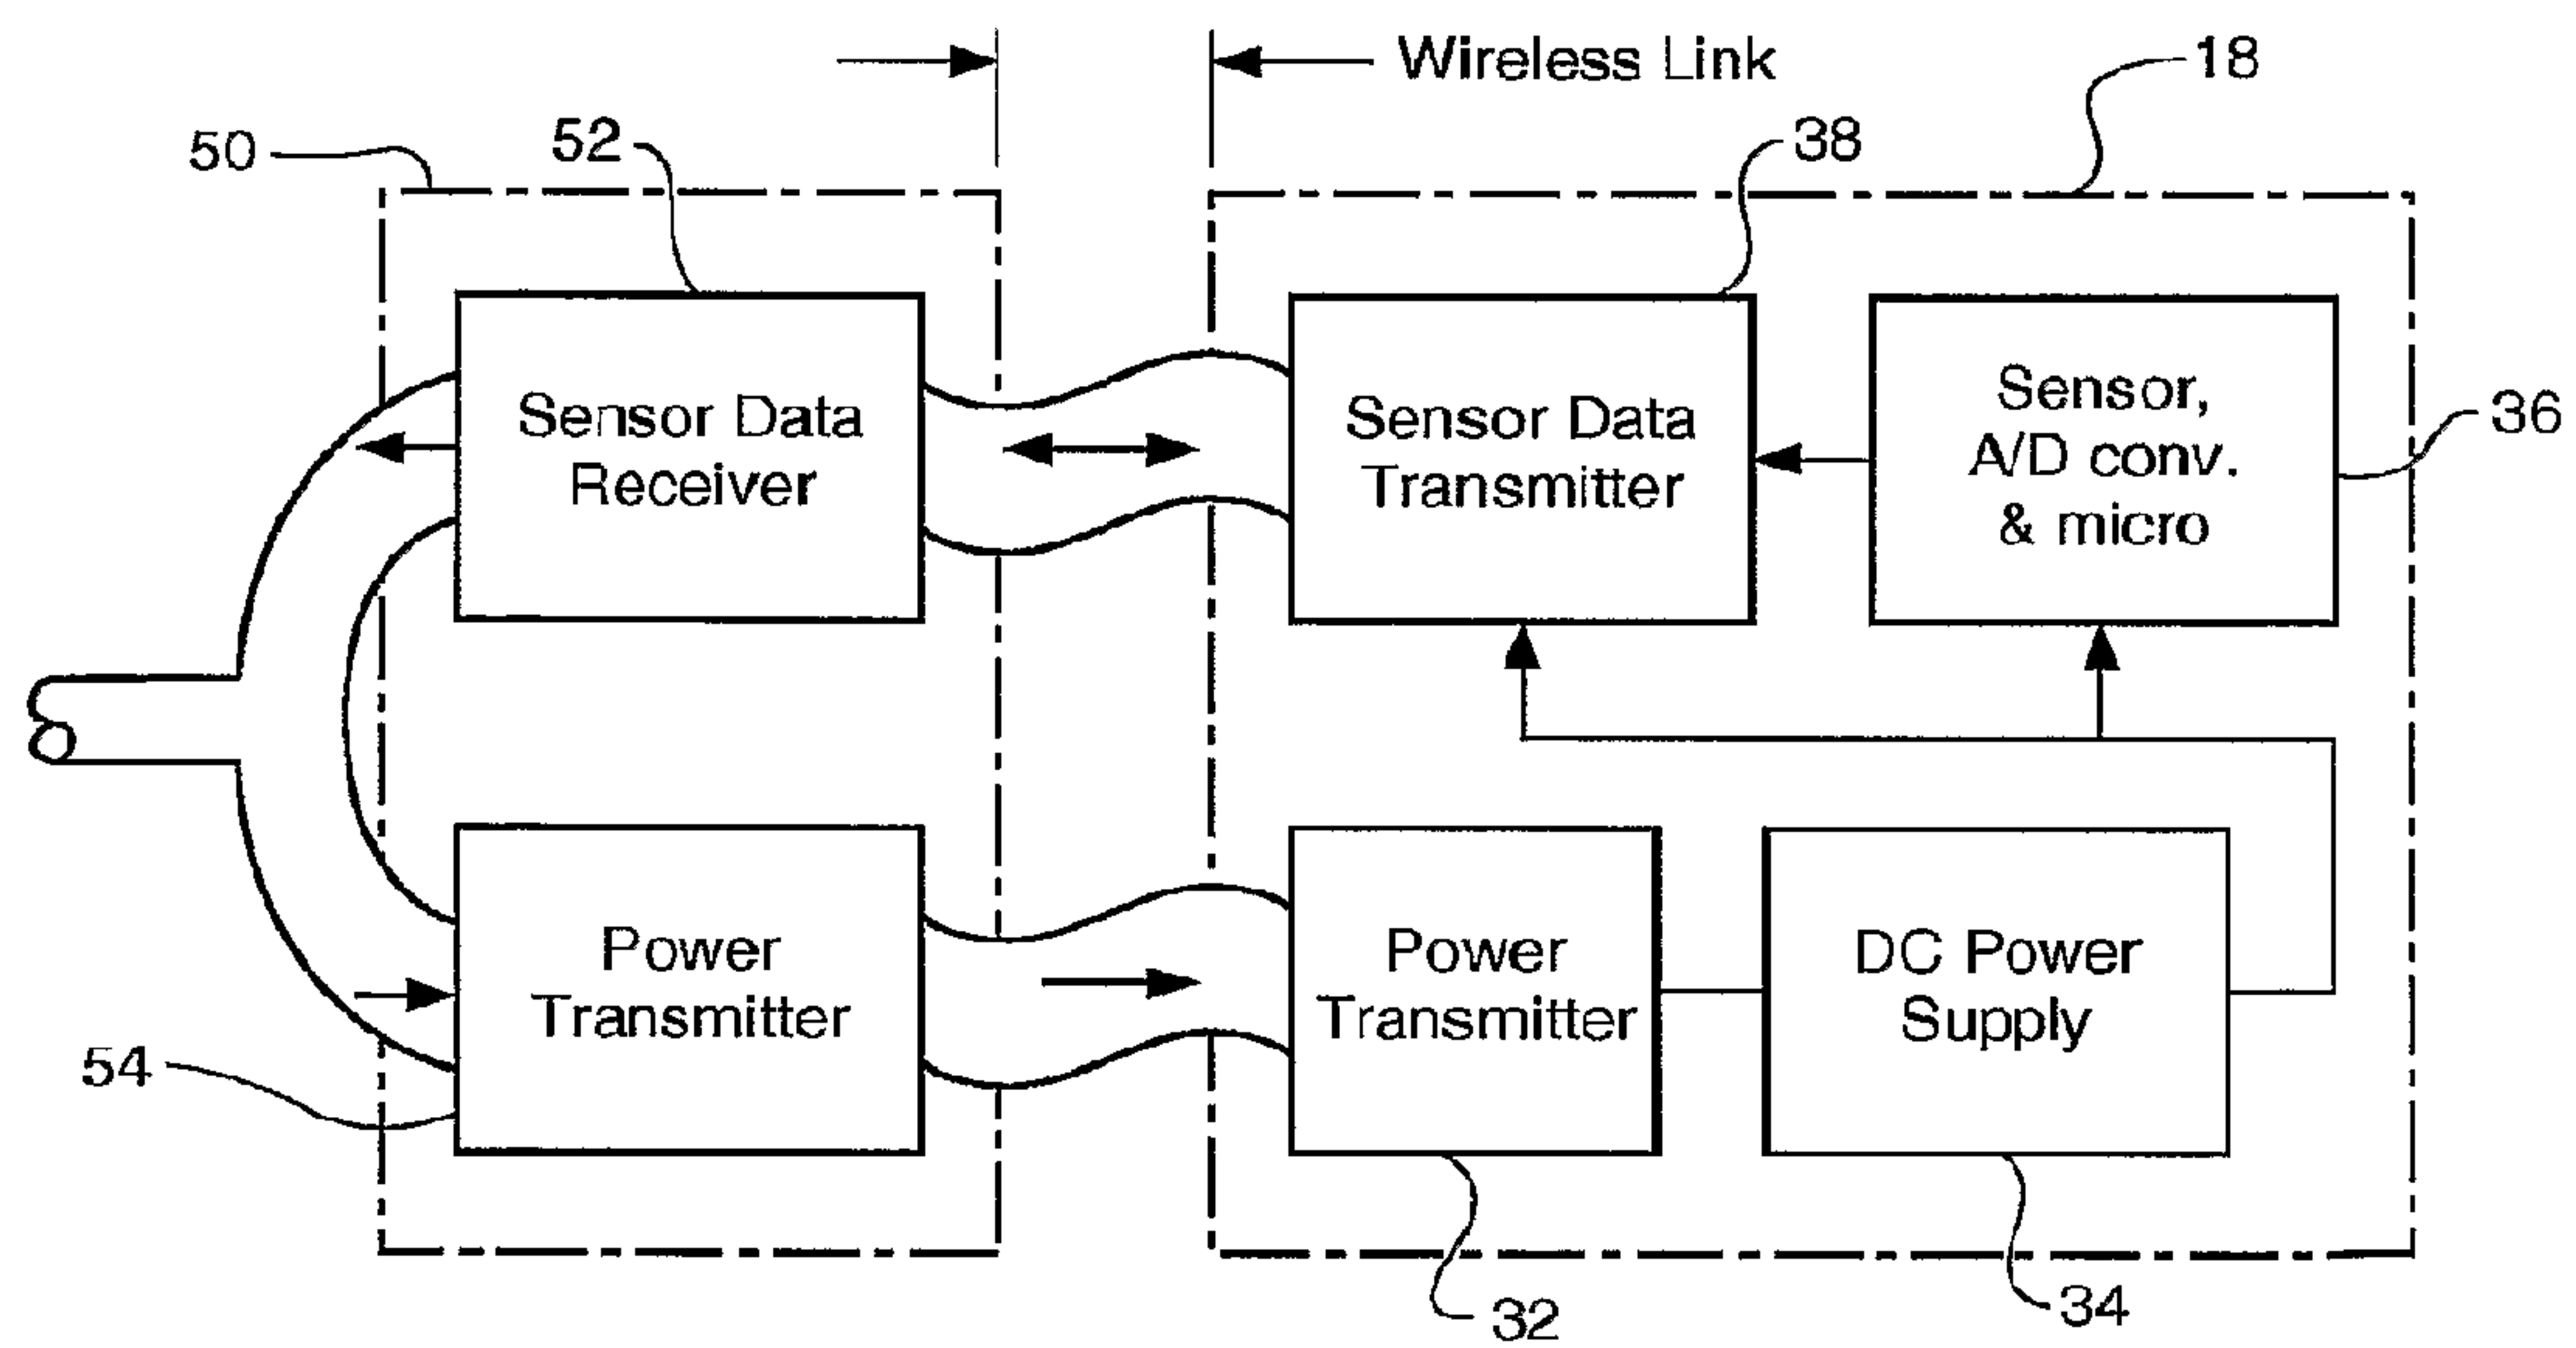 Wireless Link
18
50
52
38
Sensor Data
Receiver
Sensor Data
Transmitter
Sensor,
A/D conv.
& micro
36
Power
Transmitter
Power
Transmitter
DC Power
Supply
54
32
34